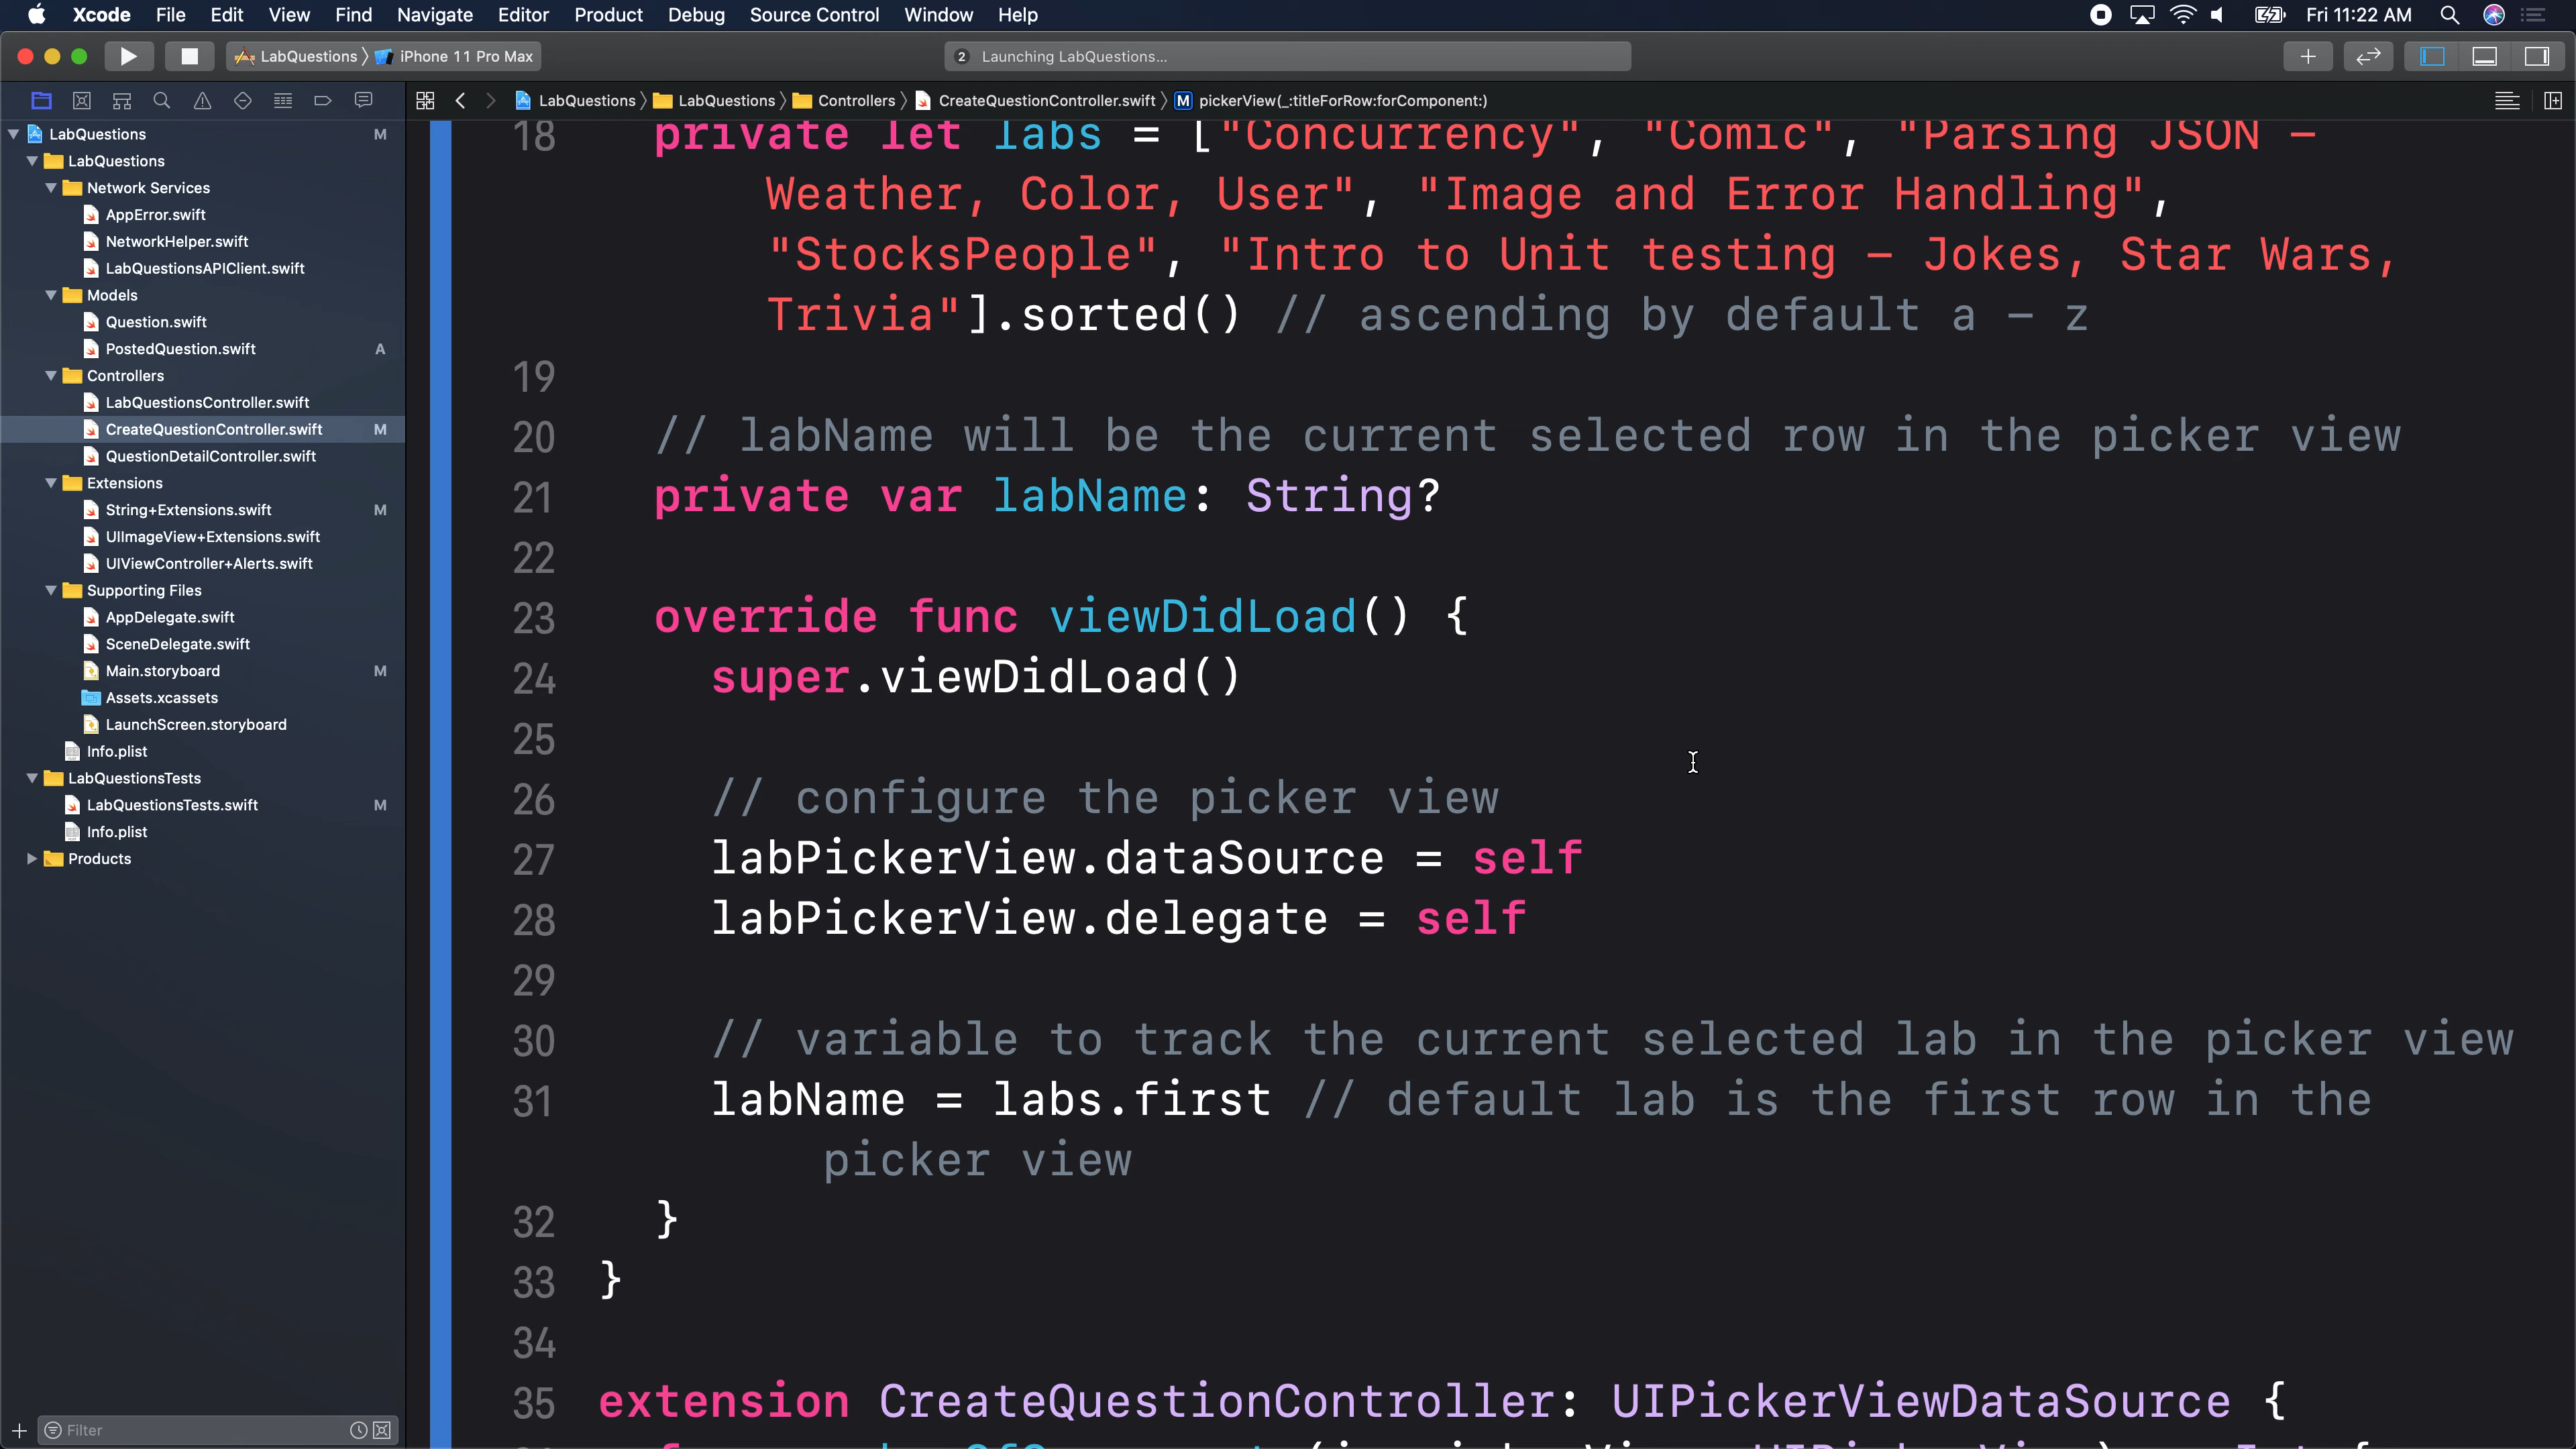 Xcode File Edit View Find Navigate Editor Product Debug Source Control Window Help Fri 11:22 AM
LabQuestions iPhone 11 Pro Max 2 Launching LabQuestions...
LabQuestions LabQuestions Controllers CreateQuestionController.swift M pickerView(_:titleForRow:forComponent:)
LabQuestions M
LabQuestions
Network Services
AppError.swift
NetworkHelper.swift
LabQuestionsAPIClient.swift
Models
Question.swift
PostedQuestion.swift A
Controllers
LabQuestionsController.swift
CreateQuestionController.swift M
QuestionDetailController.swift
Extensions
String+Extensions.swift M
UIImageView+Extensions.swift
UIViewController+Alerts.swift
Supporting Files
AppDelegate.swift
SceneDelegate.swift
Main.storyboard M
Assets.xcassets
LaunchScreen.storyboard
Info.plist
LabQuestionsTests
LabQuestionsTests.swift M
Info.plist
Products
Filter
18 private let labs = ["Concurrency", "Comic", "Parsing JSON -
Weather, Color, User", "Image and Error Handling",
"StocksPeople", "Intro to Unit testing - Jokes, Star Wars,
Trivia"].sorted() // ascending by default a - z
19
20 // labName will be the current selected row in the picker view
21 private var labName: String?
22
23 override func viewDidLoad() {
24 super.viewDidLoad()
25
26 // configure the picker view
27 labPickerView.dataSource = self
28 labPickerView.delegate = self
29
30 // variable to track the current selected lab in the picker view
31 labName = labs.first // default lab is the first row in the
picker view
32 }
33 }
34
35 extension CreateQuestionController: UIPickerViewDataSource {